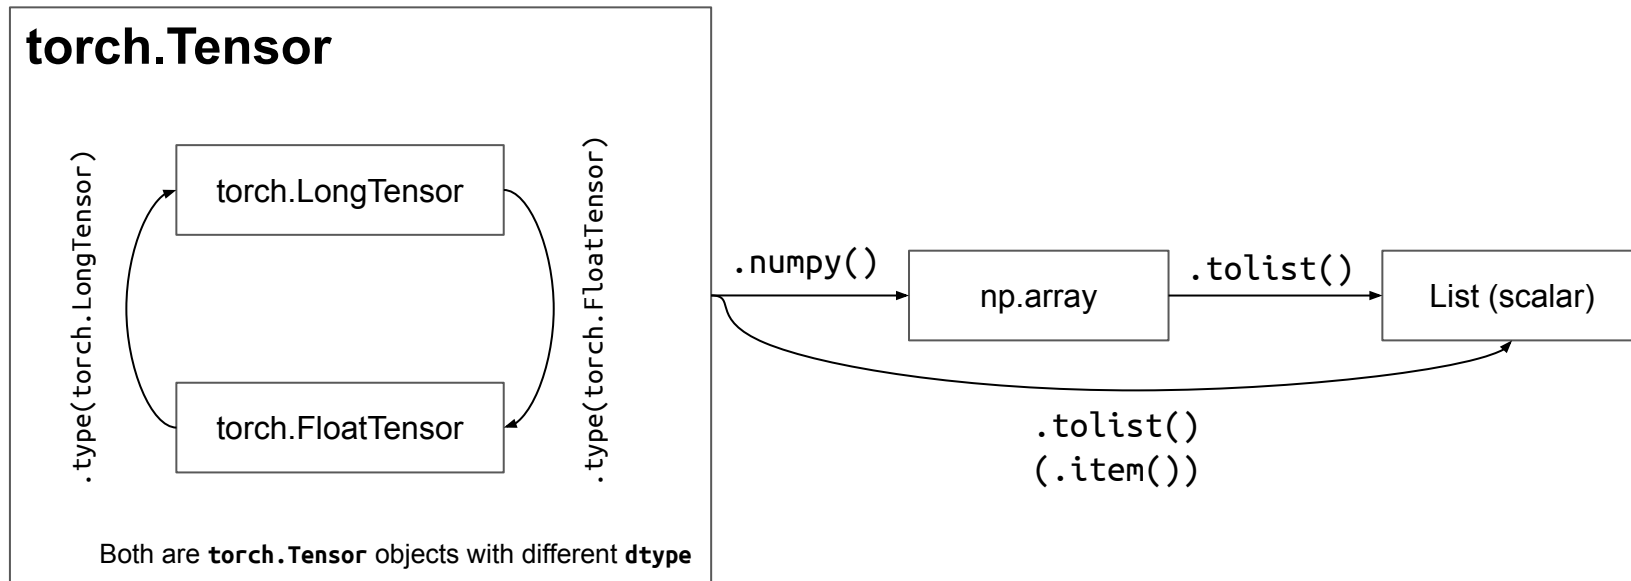 torch.Tensor
.type(torch.LongTensor)
torch.LongTensor
.type(torch.FloatTensor)
torch.FloatTensor
Both are torch.Tensor objects with different dtype
.numpy()
np.array
.tolist()
List (scalar)
.tolist()
(.item())